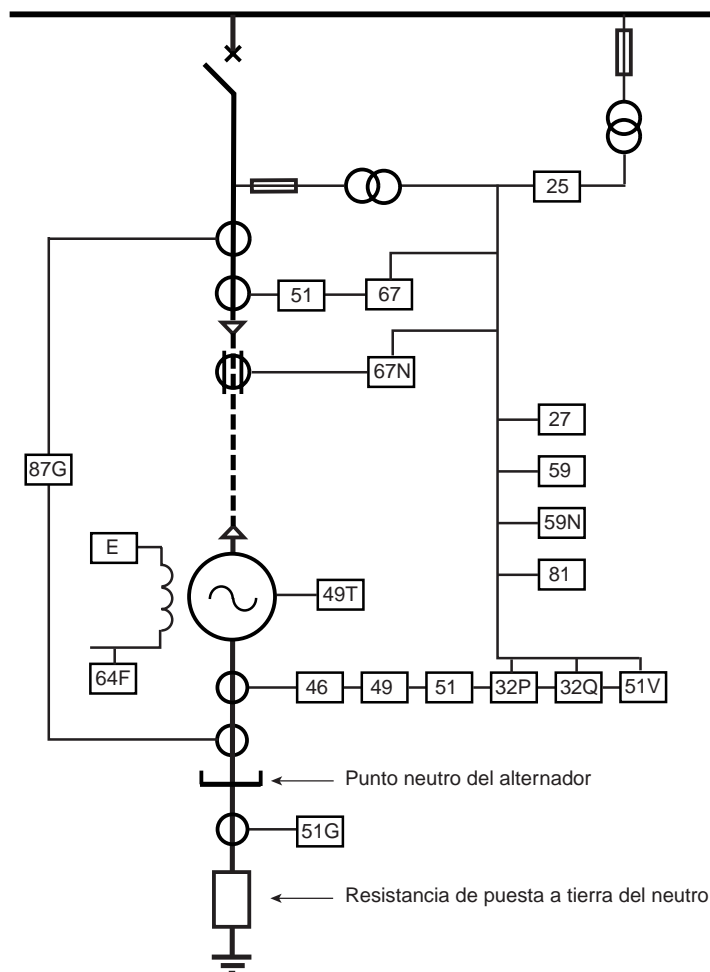 25
51
67
67N
27
87G
59
59N
E
81
49T
64F
46
49
51
32P
32Q
51V
Punto neutro del alternador
51G
Resistancia de puesta a tierra del neutro